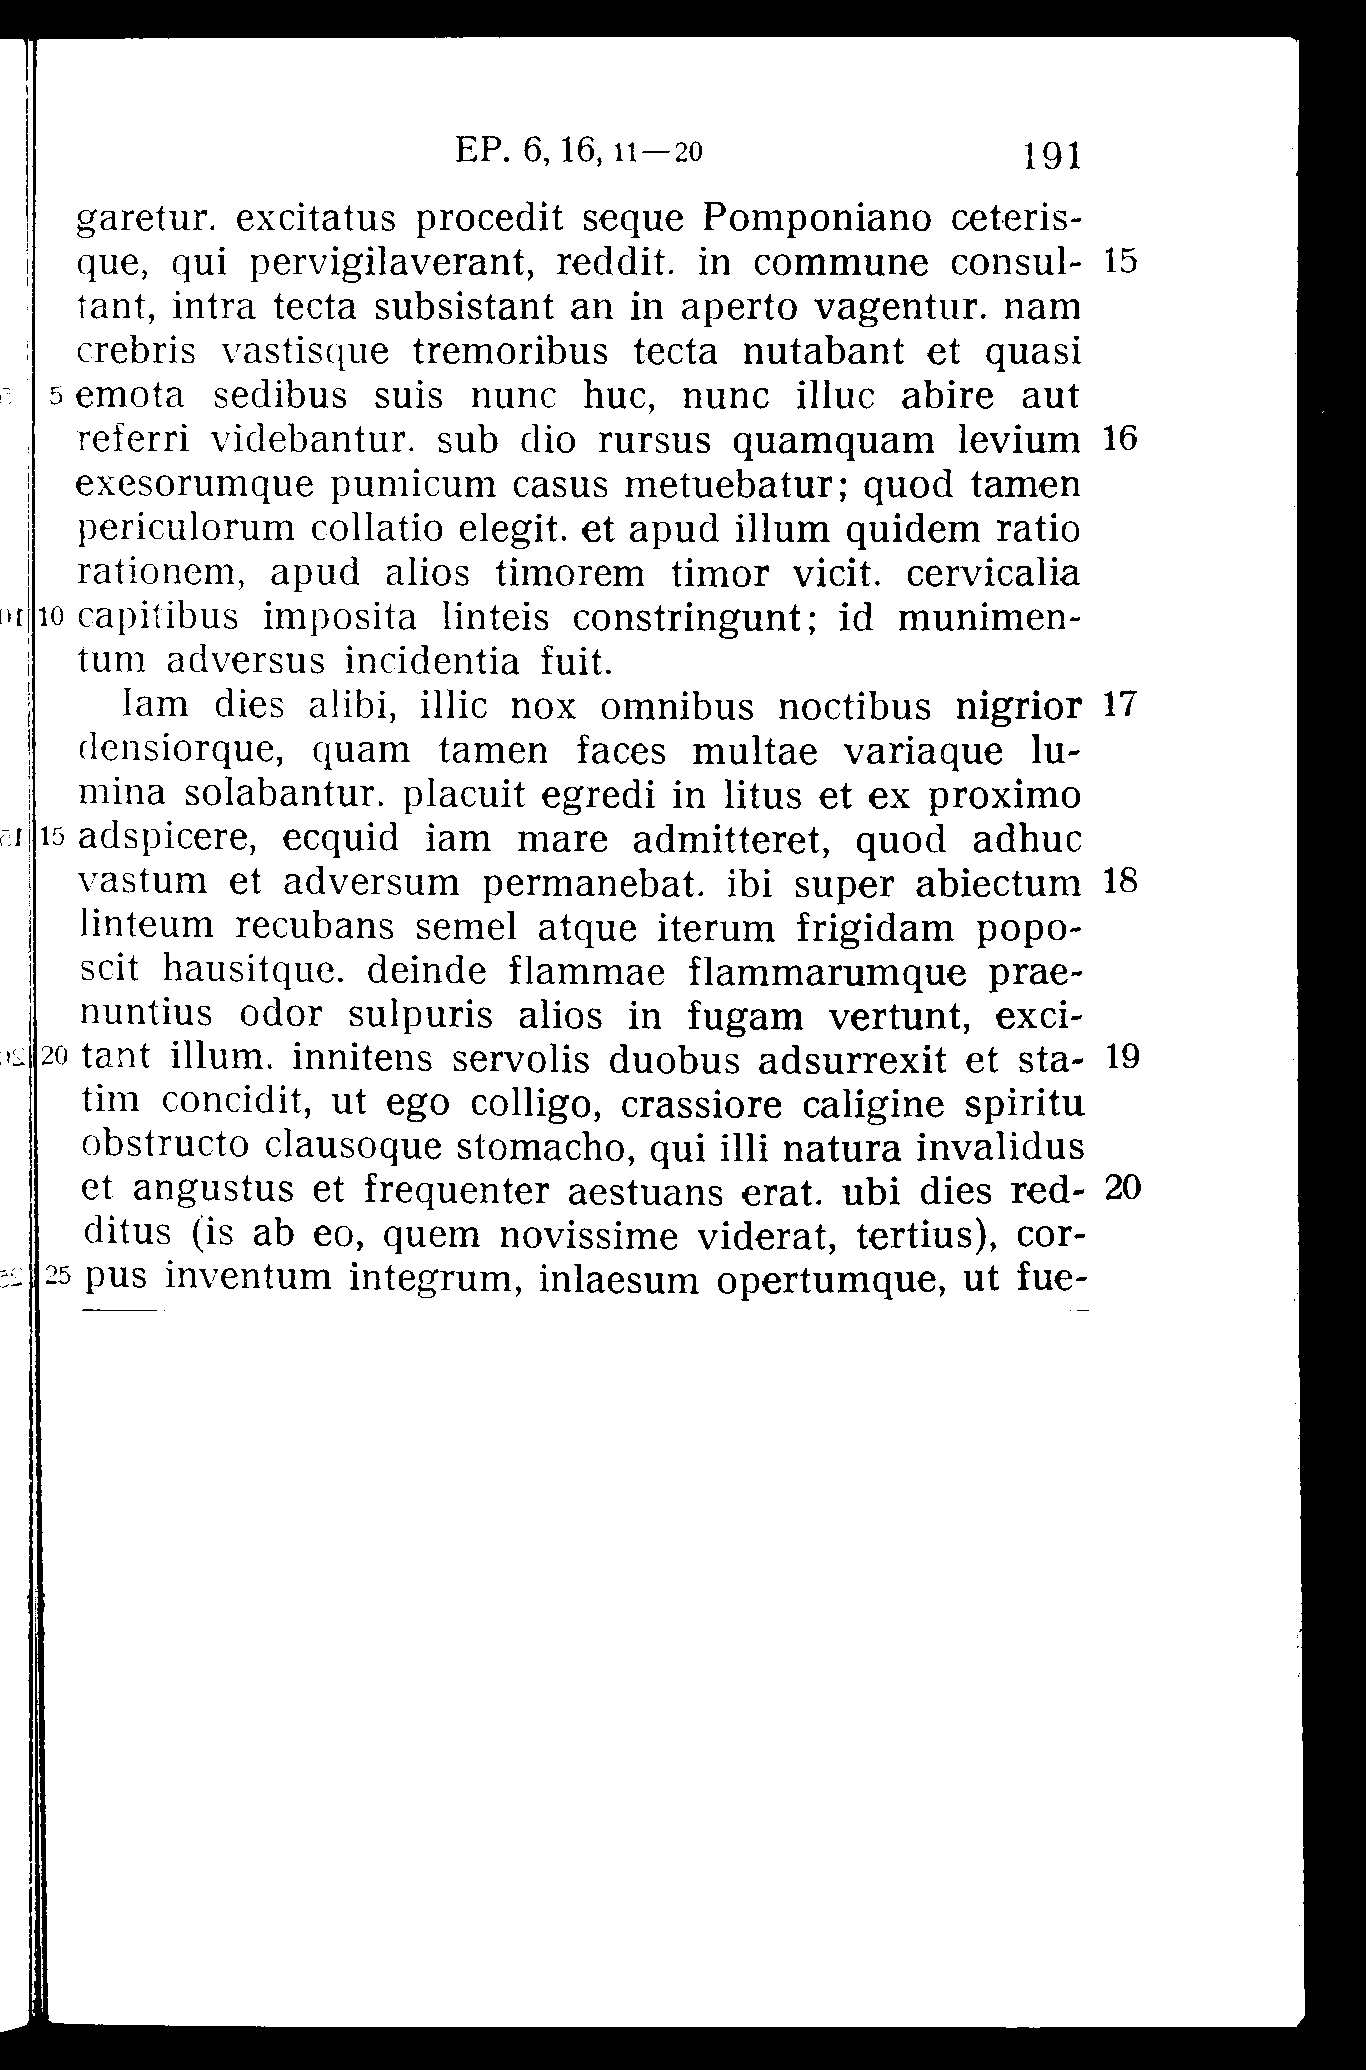 EP. 6, 16, 11—20 191
garetur. excitatus procedit seque Pomponiano ceteris-
que, qui pervigilaverant, reddit. in commune consul- 15
tant, intra tecta subsistant an in aperto vagentur. nam
crebris vastisque tremoribus tecta nutabant et quasi
5 emota sedibus suis nunc huc, nunc illuc abire aut
referri videbantur. sub dio rursus quamquam levium 16
exesorumque pumicum casus metuebatur; quod tamen
periculorum collatio elegit. et apud illum quidem ratio
rationem, apud alios timorem timor vicit. cervicalia
10 capitibus imposita linteis constringunt; id munimen-
tum adversus incidentia fuit.
Iam dies alibi, illic nox omnibus noctibus nigrior 17
densiorque, quam tamen faces multae variaque lu-
mina solabantur. placuit egredi in litus et ex proximo
15 adspicere, ecquid iam mare admitteret, quod adhuc
vastum et adversum permanebat. ibi super abiectum 18
linteum recubans semel atque iterum frigidam popo-
scit hausitque. deinde flammae flammarumque prae-
nuntius odor sulpuris alios in fugam vertunt, exci-
20 tant illum. innitens servolis duobus adsurrexit et sta- 19
tim concidit, ut ego colligo, crassiore caligine spiritu
obstructo clausoque stomacho, qui illi natura invalidus
et angustus et frequenter aestuans erat. ubi dies red- 20
ditus (is ab eo, quem novissime viderat, tertius), cor-
25 pus inventum integrum, inlaesum opertumque, ut fue-